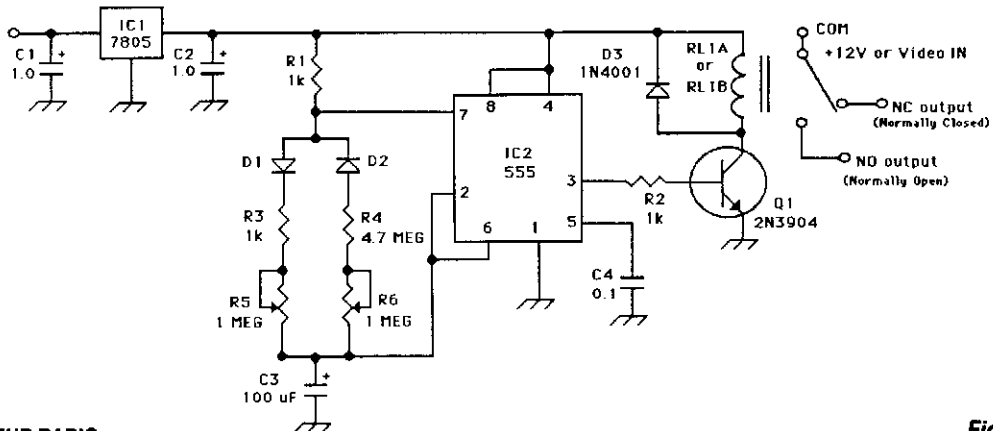 IC1
7805
C1
1.0
C2
1.0
R1
1k
D3
1N4001
RL1A
or
RL1B
COM
+12V or Video IN
NC output
(Normally Closed)
NO output
(Normally Open)
8
4
7
IC2
555
3
2
5
6
1
R2
1k
Q1
2N3904
D1
D2
R3
1k
R4
4.7 MEG
R5
1 MEG
R6
1 MEG
C4
0.1
C3
100 uF
+
+
+